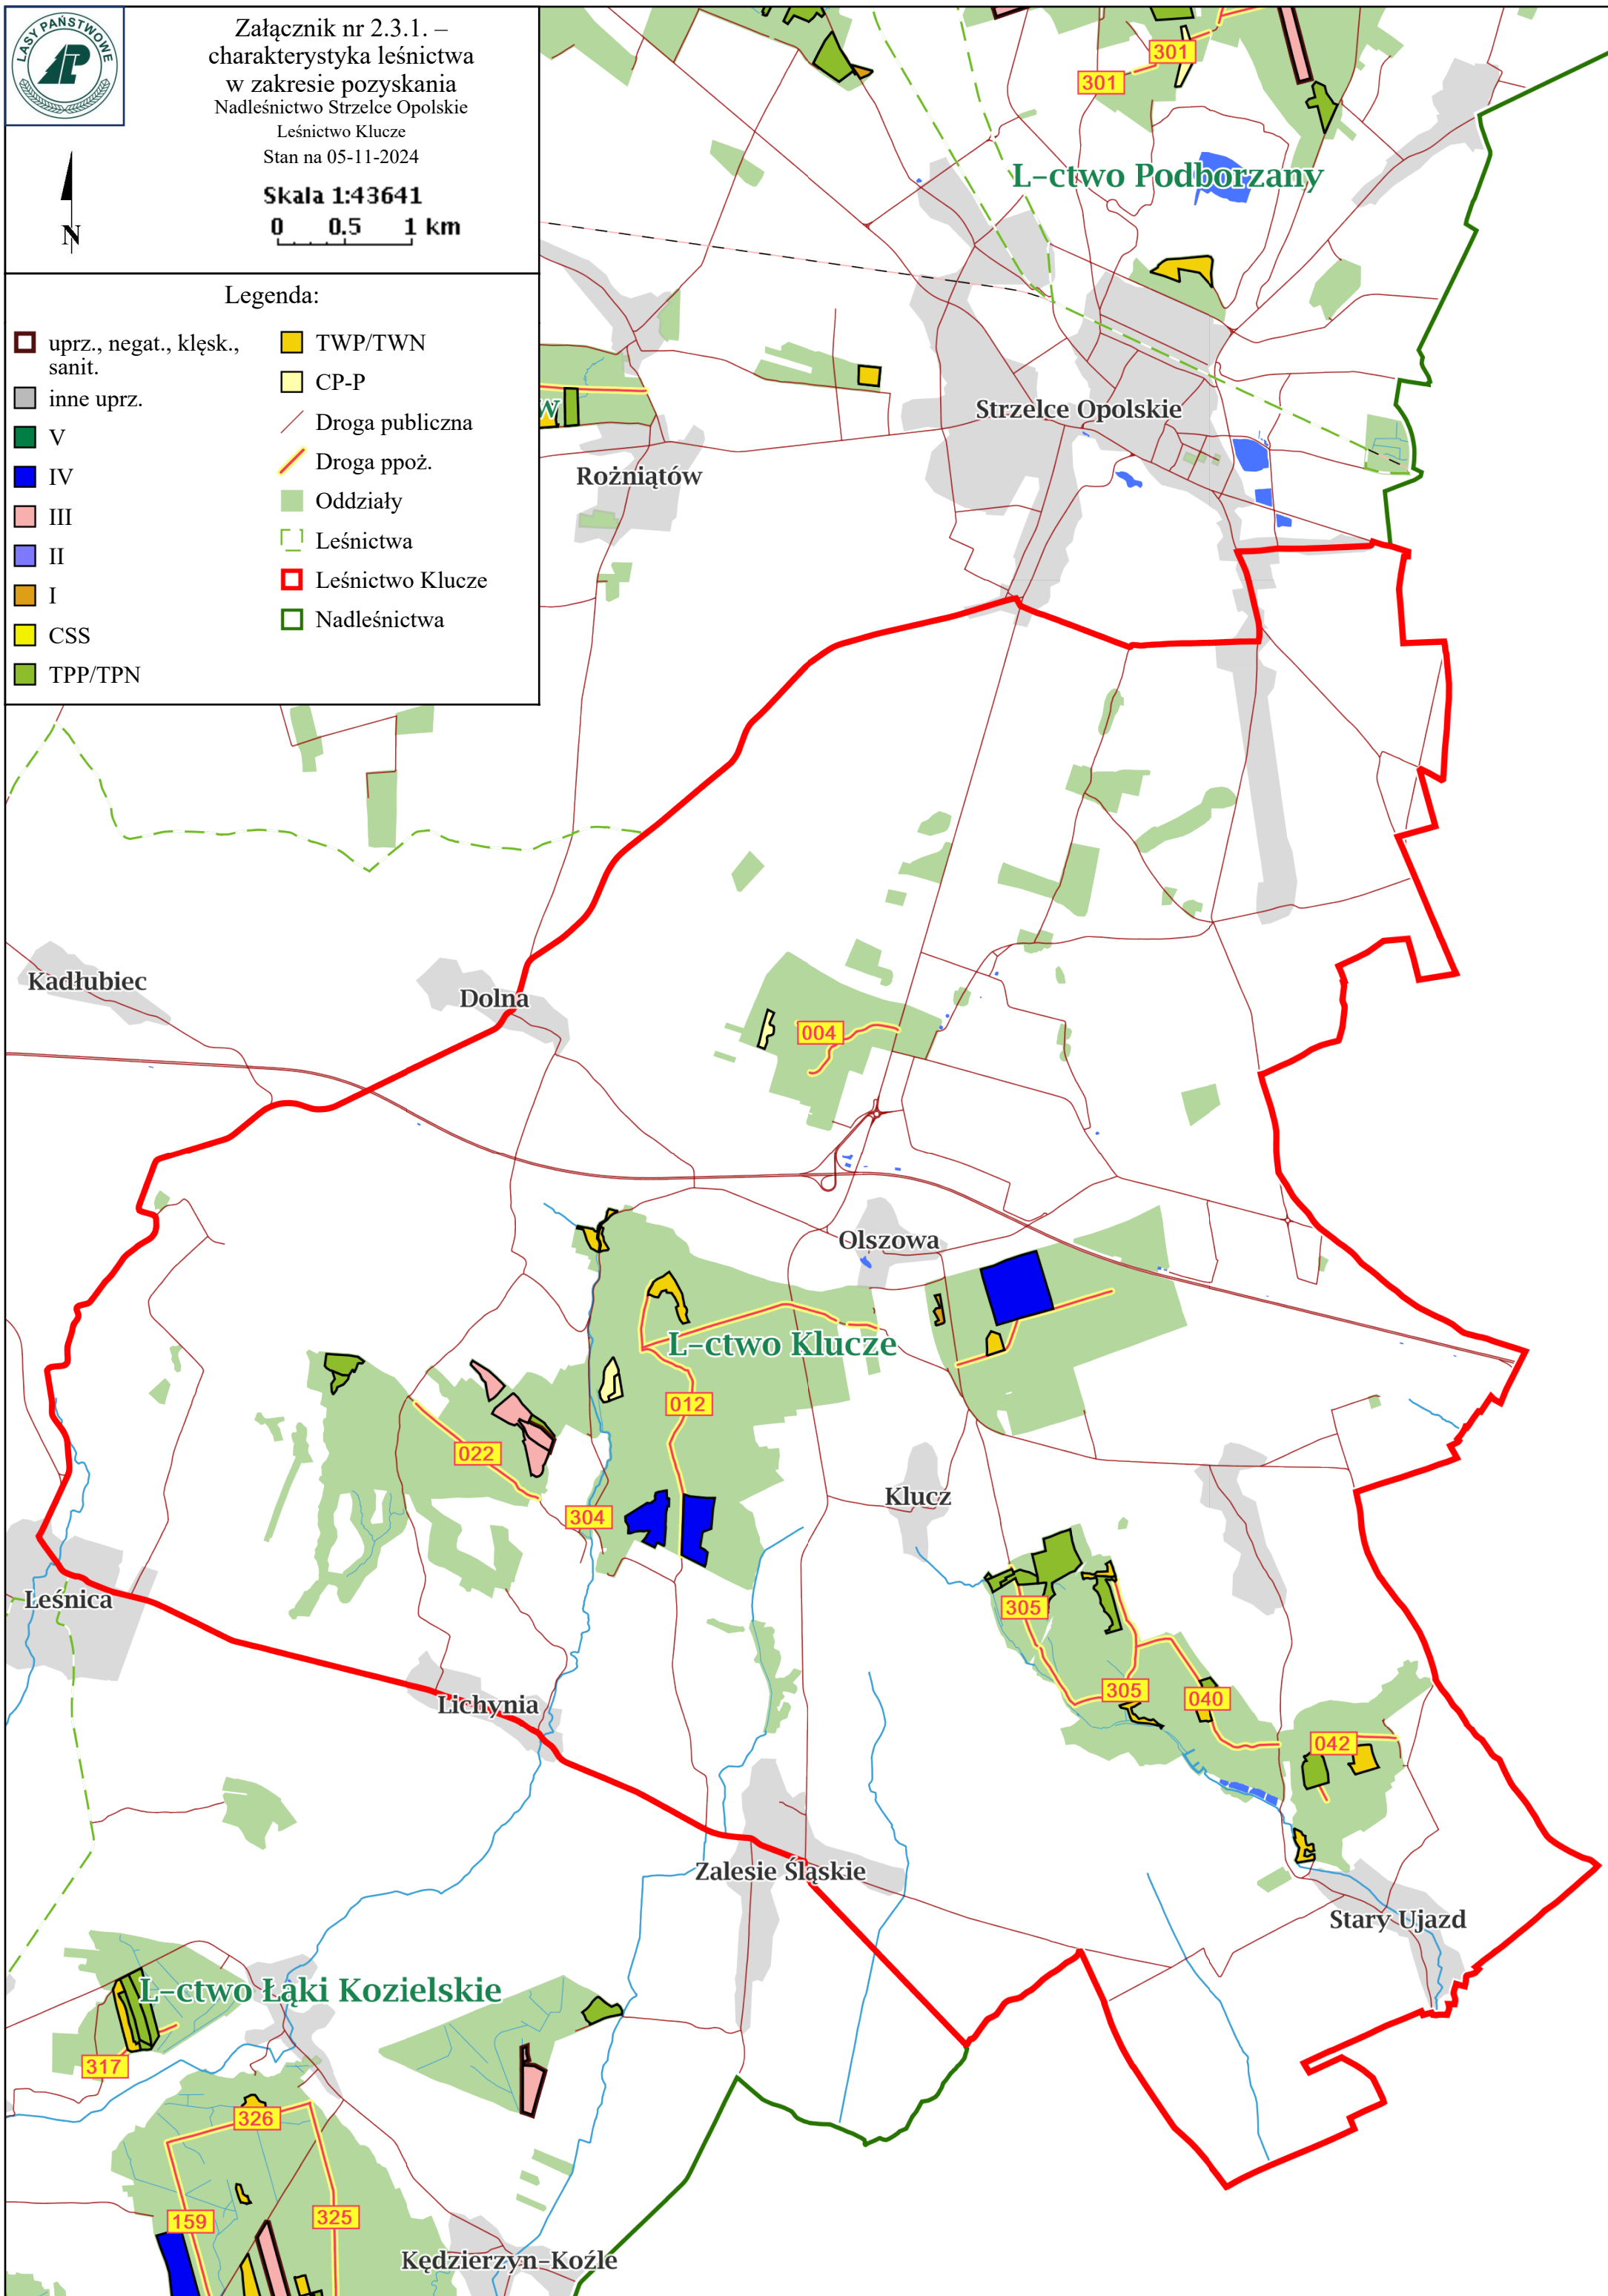 LASY PAŃSTWOWE
Załącznik nr 2.3.1. –
charakterystyka leśnictwa
w zakresie pozyskania
Nadleśnictwo Strzelce Opolskie
Leśnictwo Klucze
Stan na 05-11-2024
Skala 1:43641
0 0.5 1 km
N
Legenda:
uprz., negat., klęsk.,
sanit.
inne uprz.
V
IV
III
II
I
CSS
TPP/TPN
TWP/TWN
CP-P
Droga publiczna
Droga ppoż.
Oddziały
Leśnictwa
Leśnictwo Klucze
Nadleśnictwa
301
301
L-ctwo Podborzany
w
Strzelce Opolskie
Rożniątów
Kadłubiec
Dolna
004
Olszowa
L-ctwo Klucze
012
022
Klucz
304
Leśnica
305
Lichynia
305
040
042
Zalesie Śląskie
Stary Ujazd
L-ctwo Łąki Kozielskie
317
326
159
325
Kędzierzyn-Koźle